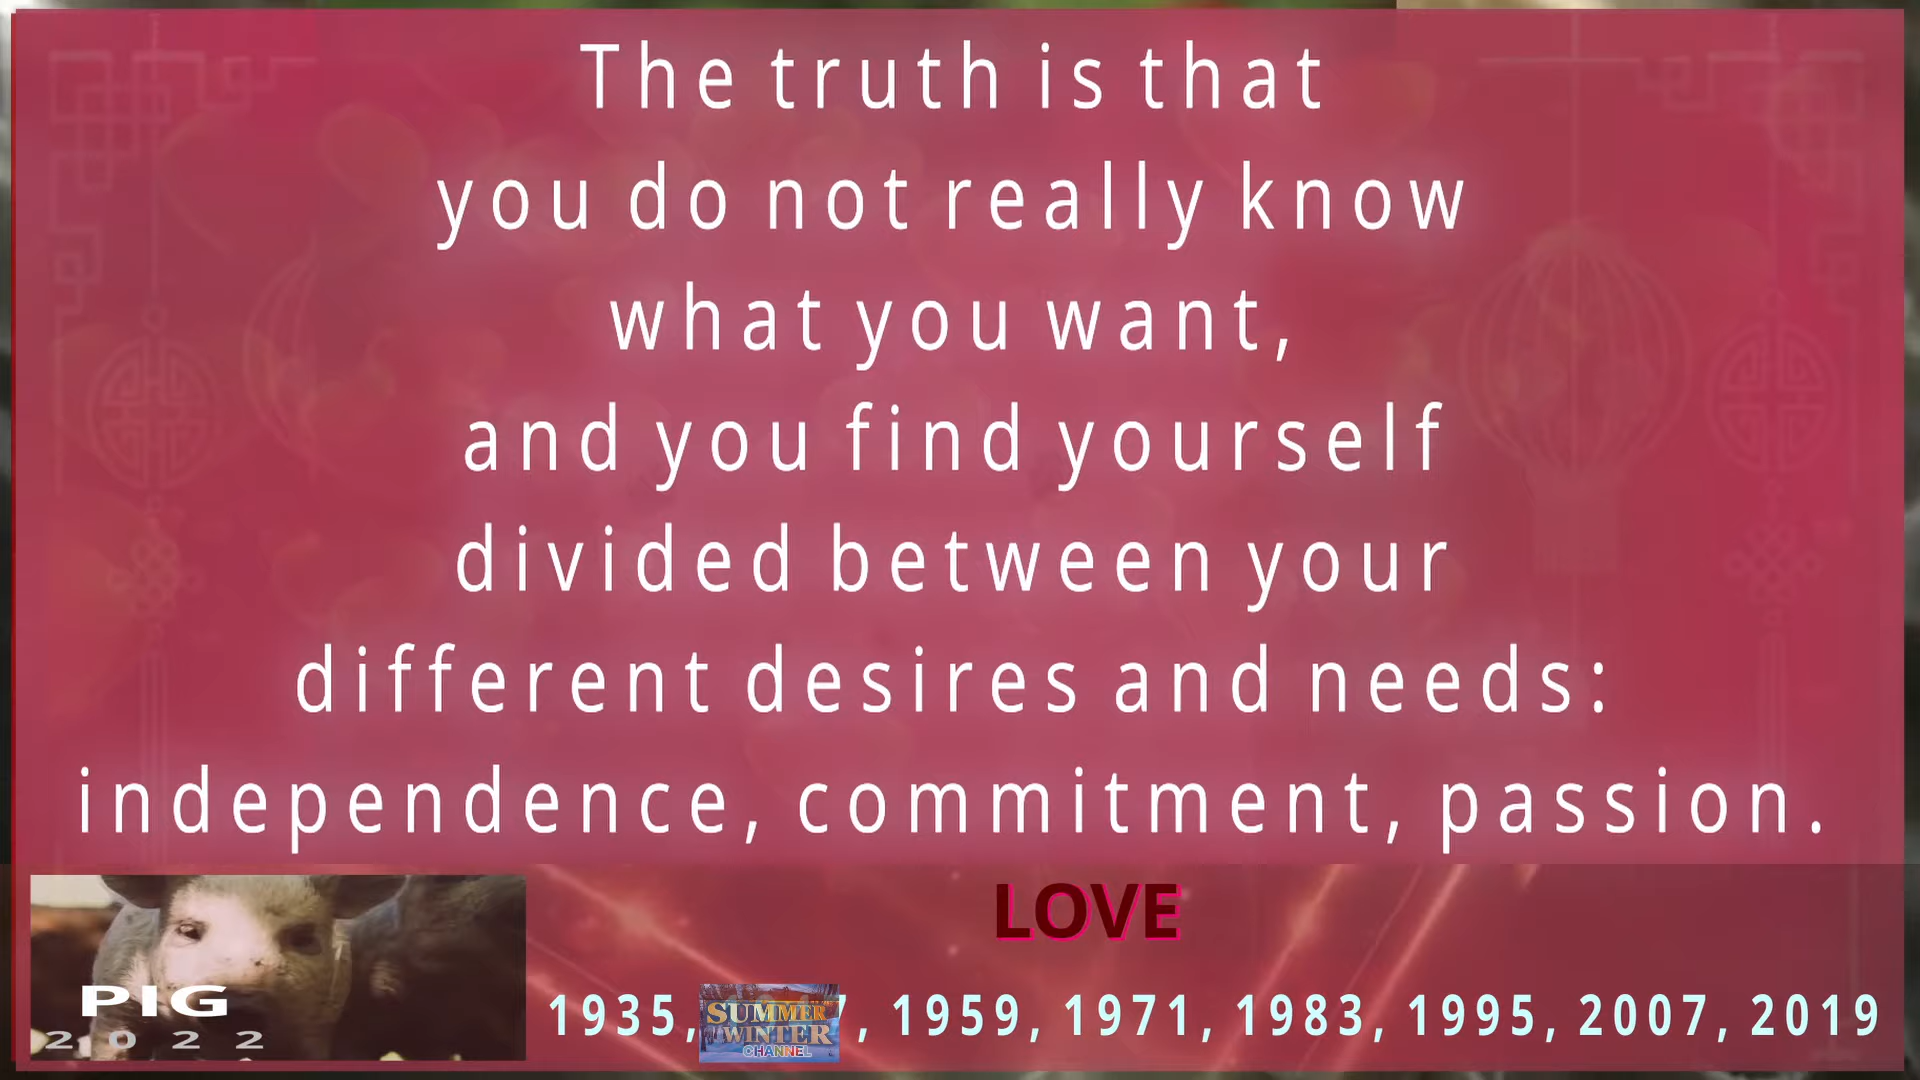 The truth is that
you do not really know
what you want,
and you find yourself
divided between your
different desires and needs:
independence, commitment, passion.
LOVE
PIG
2022
1935, 7, 1959, 1971, 1983, 1995, 2007, 2019
SUMMER
WINTER
CHANNEL